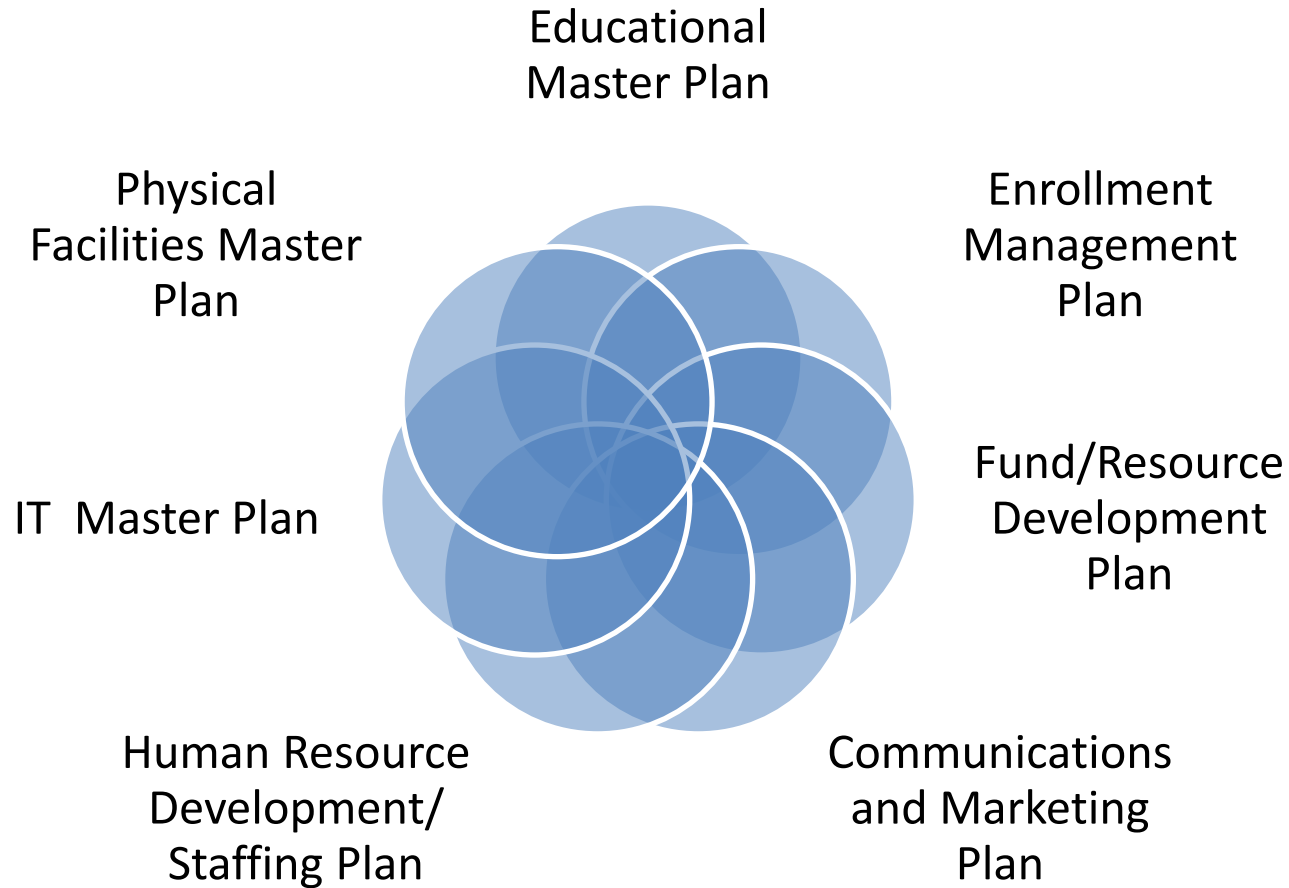 Educational
Master Plan
Physical
Facilities Master
Plan
Enrollment
Management
Plan
IT  Master Plan
Fund/Resource
Development
Plan
Human Resource
Development/
Staffing Plan
Communications
and Marketing
Plan